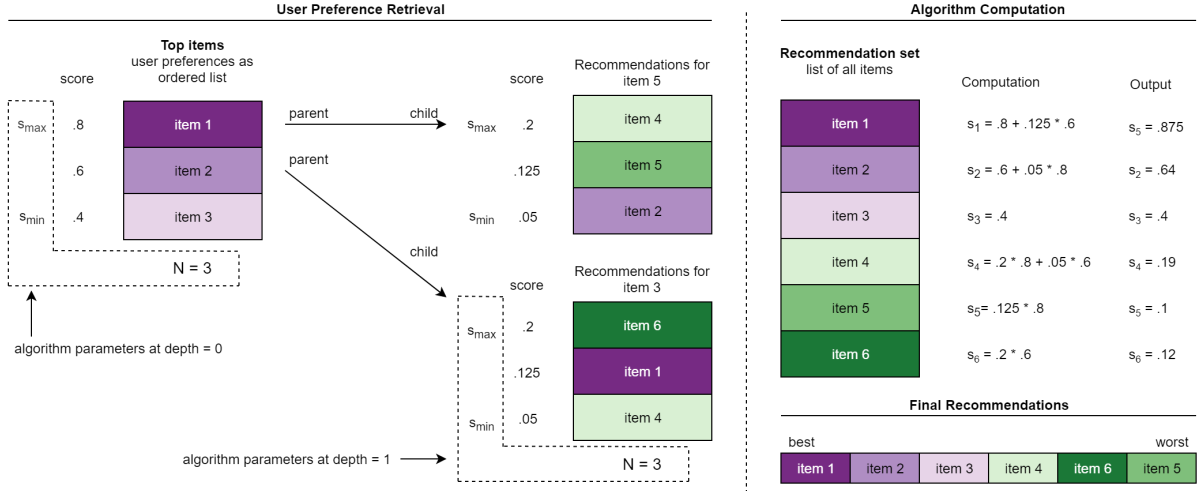 User Preference Retrieval
Top items
user preferences as
ordered list
score
s_max .8 item 1
.6 item 2
s_min .4 item 3
N = 3
algorithm parameters at depth = 0
parent child
parent
child
Recommendations for
item 5
score
s_max .2 item 4
.125 item 5
s_min .05 item 2
Recommendations for
item 3
score
s_max .2 item 6
.125 item 1
s_min .05 item 4
N = 3
algorithm parameters at depth = 1
Algorithm Computation
Recommendation set
list of all items
Computation Output
item 1 s₁ = .8 + .125 * .6 s₅ = .875
item 2 s₂ = .6 + .05 * .8 s₂ = .64
item 3 s₃ = .4 s₃ = .4
item 4 s₄ = .2 * .8 + .05 * .6 s₄ = .19
item 5 s₅= .125 * .8 s₅ = .1
item 6 s₆ = .2 * .6 s₆ = .12
Final Recommendations
best worst
item 1 item 2 item 3 item 4 item 6 item 5